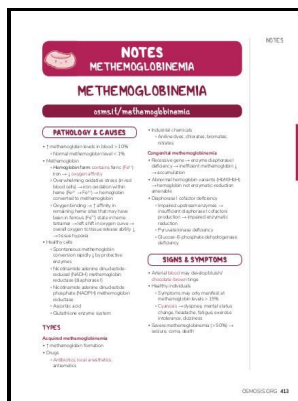 NOTES
NOTES
METHEMOGLOBINEMIA
METHEMOGLOBINEMIA
osms.it/methemoglobinemia
PATHOLOGY & CAUSES
• ↑ methemoglobin levels in blood > 10%
▫ Normal methemoglobin level < 1%
• Methemoglobin
▫ Hemoglobin form contains ferric (Fe³⁺)
iron → ↓ oxygen affinity
▫ Overwhelming oxidative stress (in red
blood cells) → iron oxidation within
heme (Fe²⁺ → Fe³⁺) → hemoglobin
converted to methemoglobin
▫ Oxygen binding → ↑ affinity in
remaining heme sites that may have
been in ferrous (Fe²⁺) state in heme
tetramer → left shift in oxygen curve →
overall oxygen to tissue release ability ↓
→ tissue hypoxia
• Healthy cells
▫ Spontaneous methemoglobin
conversion rapidly ↓ by protective
enzymes
▫ Nicotinamide adenine dinucleotide-
reduced (NADH) methemoglobin
reductase (diaphorase I)
▫ Nicotinamide adenine dinucleotide
phosphate (NADPH) methemoglobin
reductase
▫ Ascorbic acid
▫ Glutathione enzyme system
TYPES
Acquired methemoglobinemia
• ↑ methemoglobin formation
• Drugs
▫ Antibiotics, local anesthetics,
antiemetics
• Industrial chemicals
▫ Aniline dyes, chlorates, bromates,
nitrates
Congenital methemoglobinemia
• Recessive gene → enzyme diaphorase I
deficiency → inefficient methemoglobin ↓
→ accumulation
• Abnormal hemoglobin variants (HbM/HbH)
→ hemoglobin not enzymatic reduction
amenable
• Diaphorase I cofactor deficiency
▫ Impaired upstream enzymes →
insufficient diaphorase I cofactors
production → impaired enzymatic
reduction
▫ Pyruvate kinase deficiency
▫ Glucose-6-phosphate dehydrogenase
deficiency
SIGNS & SYMPTOMS
• Arterial blood may develop bluish/
chocolate-brown tinge
• Healthy individuals
▫ Symptoms may only manifest at
methemoglobin levels > 15%
▫ Cyanosis → dyspnea, mental status
change, headache, fatigue, exercise
intolerance, dizziness
• Severe methemoglobinemia (> 50%) →
seizure, coma, death
OSMOSIS.ORG 413